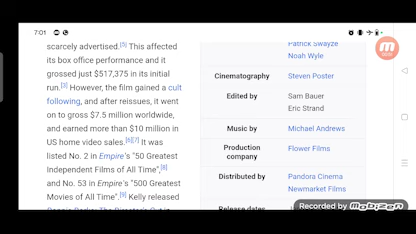 7:01
scarcely advertised.[5] This affected
its box office performance and it
grossed just $517,375 in its initial
run.[3] However, the film gained a cult
following, and after reissues, it went
on to gross $7.5 million worldwide,
and earned more than $10 million in
US home video sales.[6][7] It was
listed No. 2 in Empire's "50 Greatest
Independent Films of All Time",[8]
and No. 53 in Empire's "500 Greatest
Movies of All Time".[9] Kelly released
Patrick Swayze
Noah Wyle
Cinematography Steven Poster
Edited by Sam Bauer
Eric Strand
Music by Michael Andrews
Production company Flower Films
Distributed by Pandora Cinema
Newmarket Films
Release dates
Recorded by mobizen